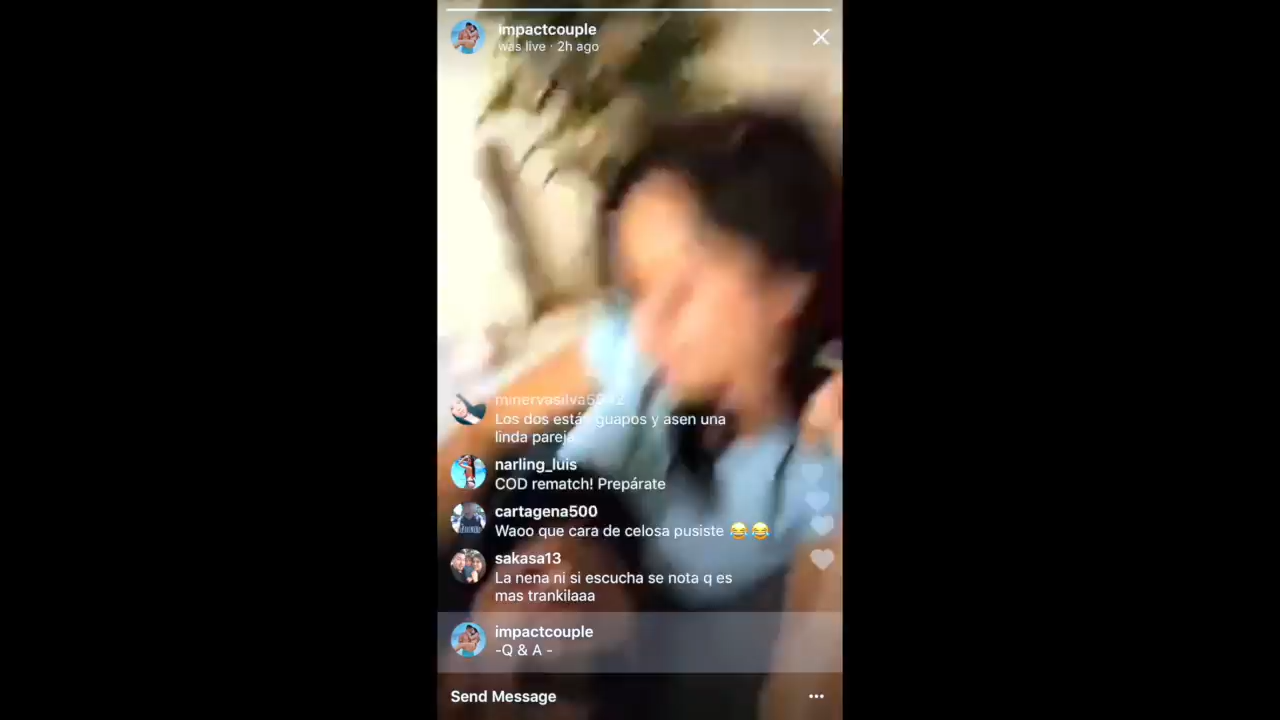 impactcouple
was live · 2h ago
Los dos están guapos y asen una
linda pareja
narling_luis
COD rematch! Prepárate
cartagena500
Waoo que cara de celosa pusiste 😂😂
sakasa13
La nena ni si escucha se nota q es
mas trankilaaa
impactcouple
-Q & A -
Send Message